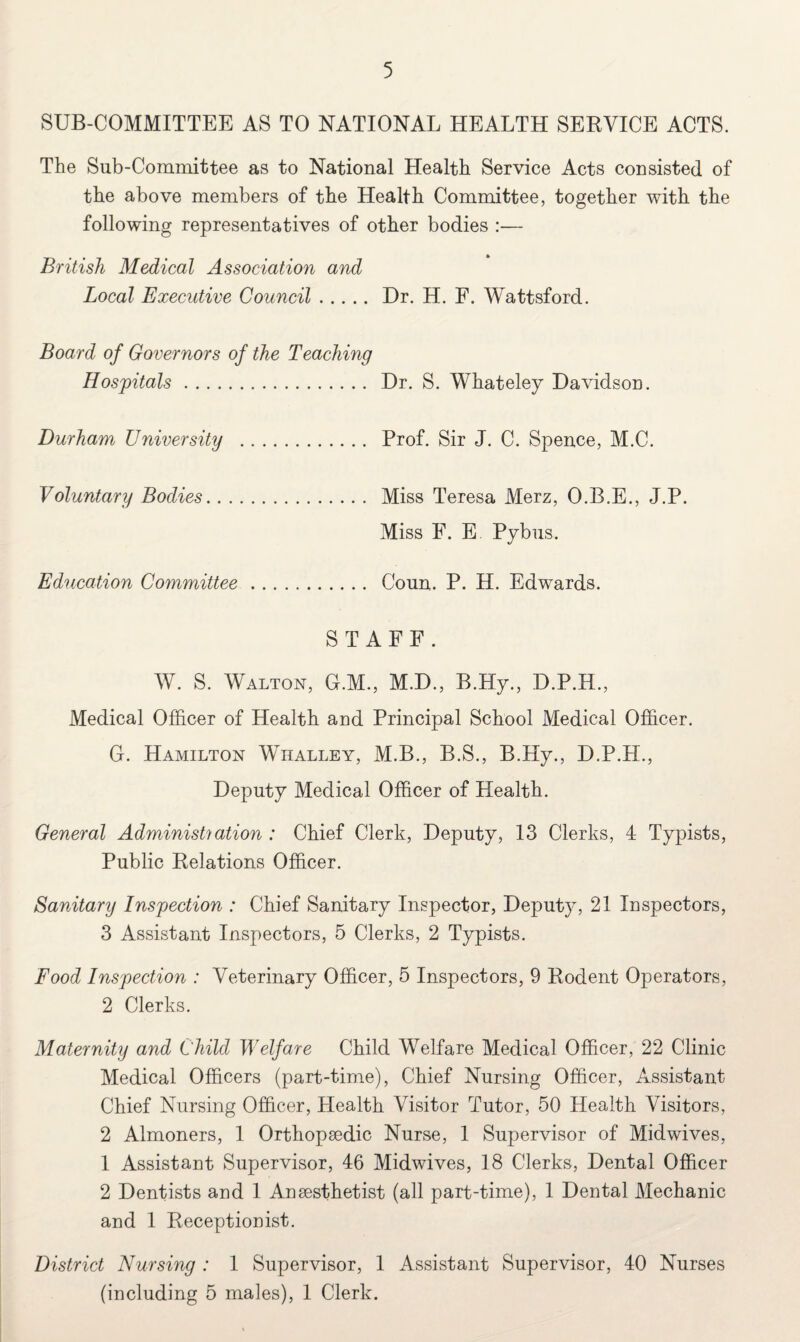 5
SUB-COMMITTEE AS TO NATIONAL HEALTH SERVICE ACTS.
The Sub-Committee as to National Health Service Acts consisted of
the above members of the Health Committee, together with the
following representatives of other bodies :—
British Medical Association and
Local Executive Council ..... Dr. H. F. Wattsford.
Board of Governors of the Teaching
Hospitals .................. Dr. S. Whateley Davidson.
Durham University ............ Prof. Sir J. C. Spence, M.C.
Voluntary Bodies................ Miss Teresa Merz, O.B.E., J.P.
Miss F. E. Pybus.
Education Committee ........... Coun. P. H. Edwards.
STAFF.
W. S. WALTON, G.M., M.D., B.Hy., D.P.H.,
Medical Officer of Health and Principal School Medical Officer.
G. HAMILTON WHALLEY, M.B., B.S., B.Hy., D.P.H.,
Deputy Medical Officer of Health.
General Administration : Chief Clerk, Deputy, 13 Clerks, 4 Typists,
Public Relations Officer.
Sanitary Inspection : Chief Sanitary Inspector, Deputy, 21 Inspectors,
3 Assistant Inspectors, 5 Clerks, 2 Typists.
Food Inspection : Veterinary Officer, 5 Inspectors, 9 Rodent Operators,
2 Clerks.
Maternity and Child Welfare Child Welfare Medical Officer, 22 Clinic
Medical Officers (part-time), Chief Nursing Officer, Assistant
Chief Nursing Officer, Health Visitor Tutor, 50 Health Visitors,
2 Almoners, 1 Orthopædic Nurse, 1 Supervisor of Midwives,
1 Assistant Supervisor, 46 Midwives, 18 Clerks, Dental Officer
2 Dentists and 1 Anæsthetist (all part-time), 1 Dental Mechanic
and 1 Receptionist.
District Nursing : 1 Supervisor, 1 Assistant Supervisor, 40 Nurses
(including 5 males), 1 Clerk.